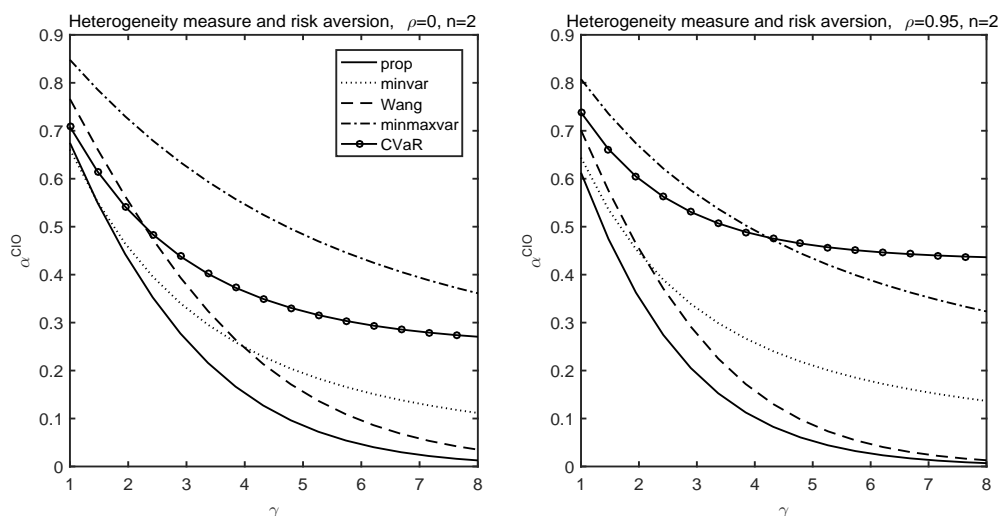 Heterogeneity measure and risk aversion, ρ=0, n=2
0.9
0.8
0.7
0.6
0.5
0.4
0.3
0.2
0.1
0
α^CIO
prop
minvar
Wang
minmaxvar
CVaR
1 2 3 4 5 6 7 8
γ
Heterogeneity measure and risk aversion, ρ=0.95, n=2
0.9
0.8
0.7
0.6
0.5
0.4
0.3
0.2
0.1
0
α^CIO
1 2 3 4 5 6 7 8
γ